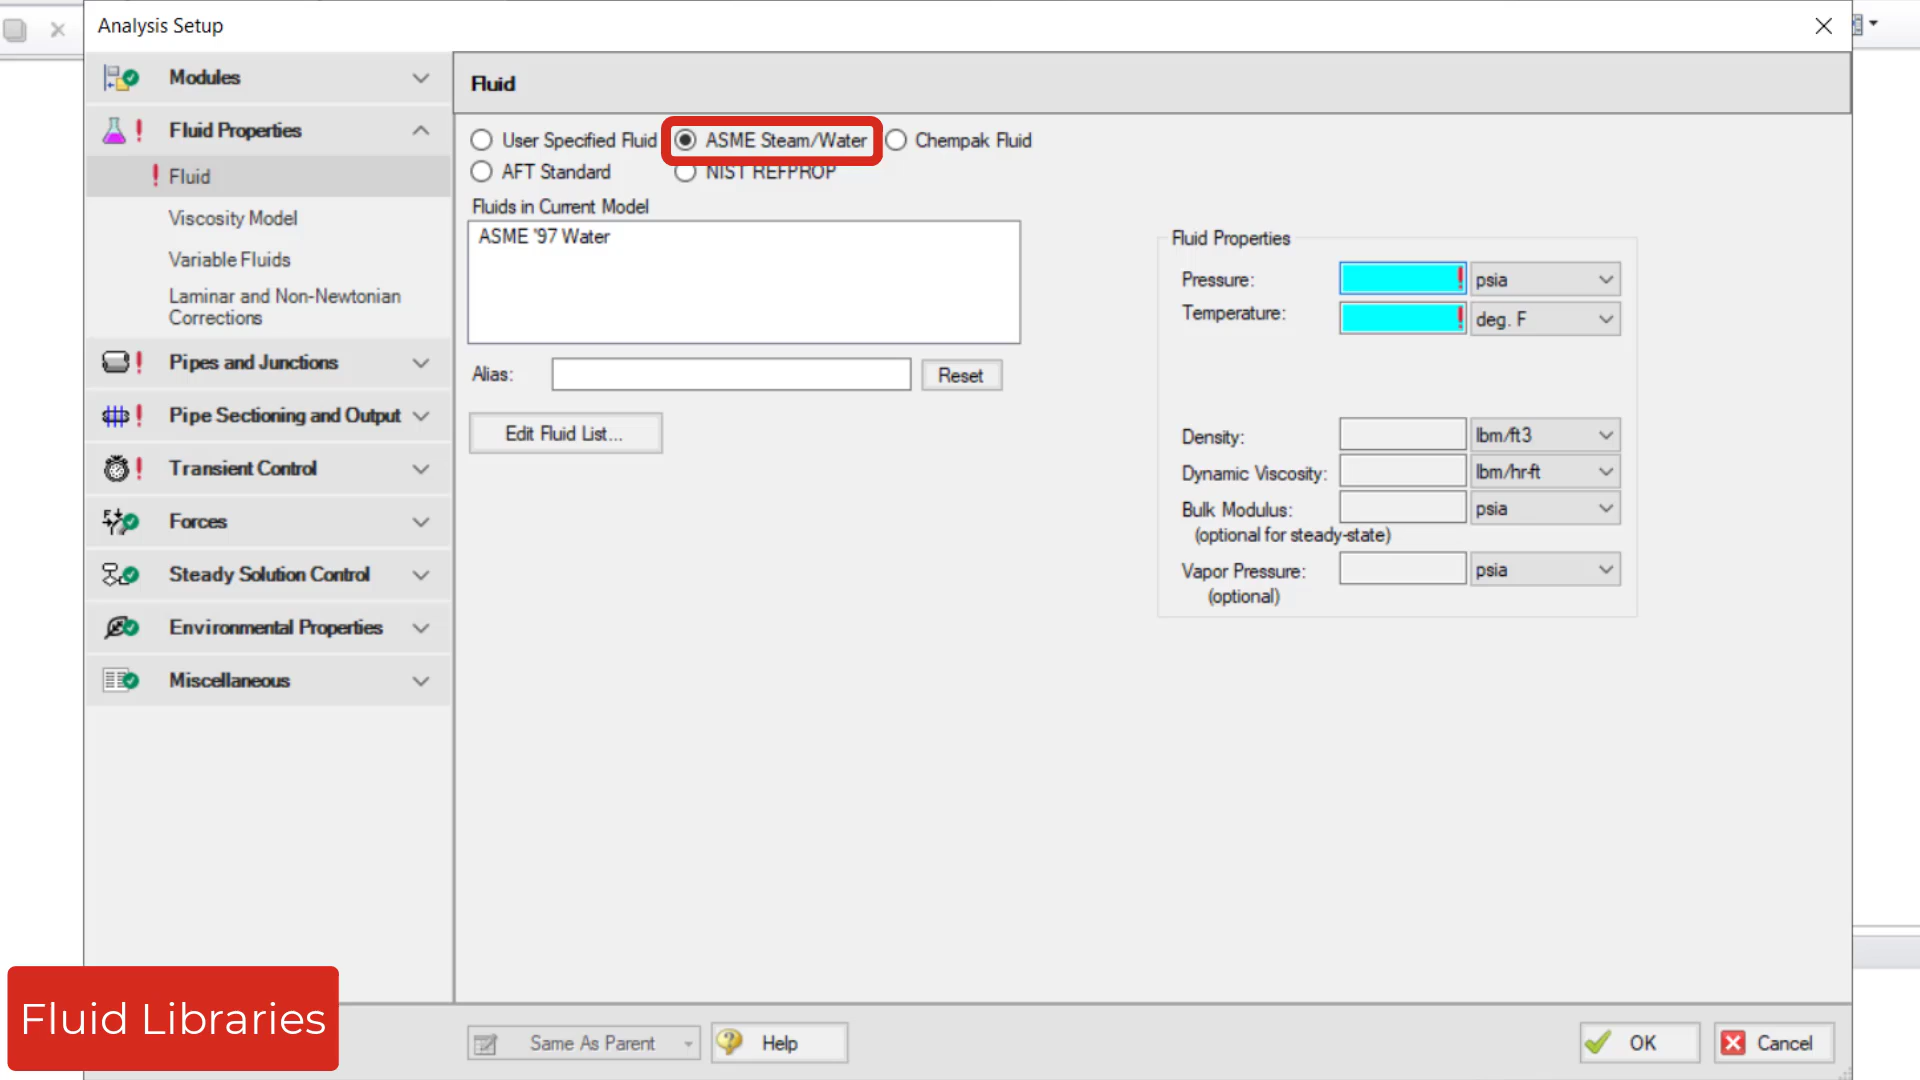 Analysis Setup
Modules
Fluid Properties
Fluid
Viscosity Model
Variable Fluids
Laminar and Non-Newtonian
Corrections
Pipes and Junctions
Pipe Sectioning and Output
Transient Control
Forces
Steady Solution Control
Environmental Properties
Miscellaneous
Fluid
User Specified Fluid
ASME Steam/Water
Chempak Fluid
AFT Standard
NIST REFPROP
Fluids in Current Model
ASME '97 Water
Alias:
Reset
Edit Fluid List...
Fluid Properties
Pressure: ! psia
Temperature: ! deg. F
Density: lbm/ft3
Dynamic Viscosity: lbm/hr-ft
Bulk Modulus: psia
(optional for steady-state)
Vapor Pressure: psia
(optional)
Fluid Libraries
Same As Parent
Help
OK
Cancel